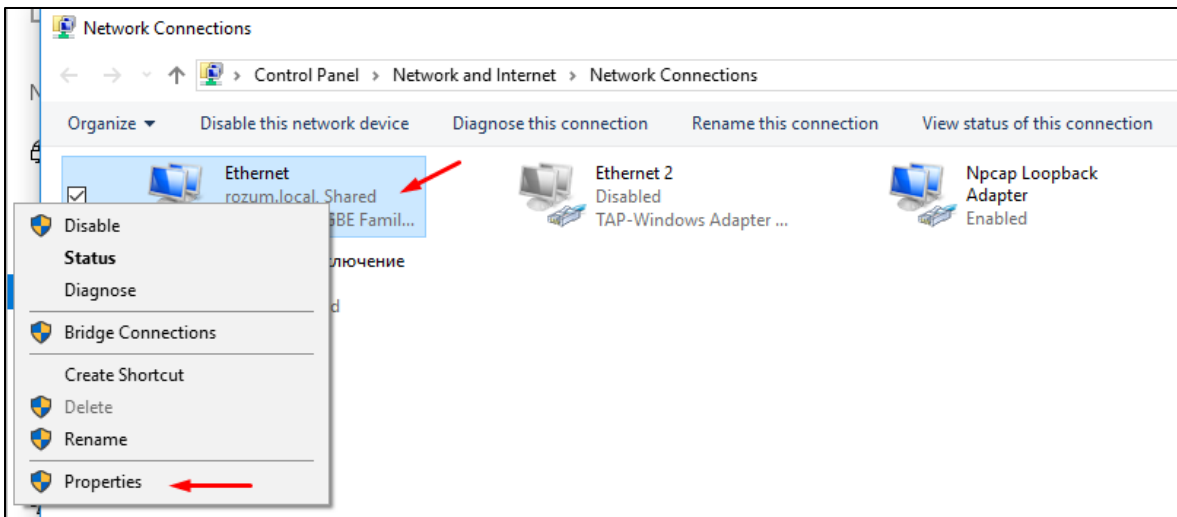 Network Connections
Control Panel > Network and Internet > Network Connections
Organize Disable this network device Diagnose this connection Rename this connection View status of this connection
Ethernet
rozum.local, Shared
GBE Famil...
Ethernet 2
Disabled
TAP-Windows Adapter ...
Npcap Loopback
Adapter
Enabled
Disable
Status
Diagnose
Bridge Connections
Create Shortcut
Delete
Rename
Properties